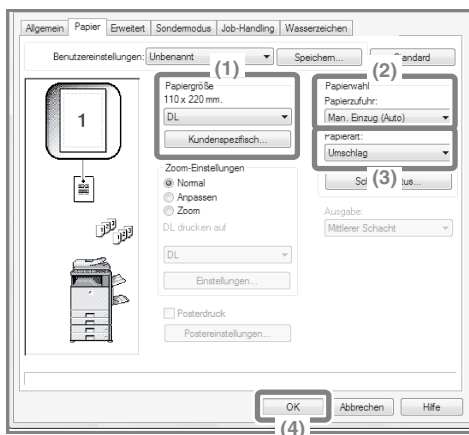 Allgemein Papier Erweitert Sondermodus Job-Handling Wasserzeichen
Benutzereinstellungen: Unbenannt Speichern...
(1)
(2)
Papiergröße
110 x 220 mm.
DL
Kundenspezifisch...
Papierwahl
Papierzufuhr:
Man. Einzug (Auto)
Papierart:
Umschlag
(3)
1
Zoom-Einstellungen
Normal
Anpassen
Zoom
DL drucken auf
DL
Einstellungen...
Ausgabe:
Mittlerer Schacht
Posterdruck
Postereinstellungen...
OK Abbrechen Hilfe
(4)